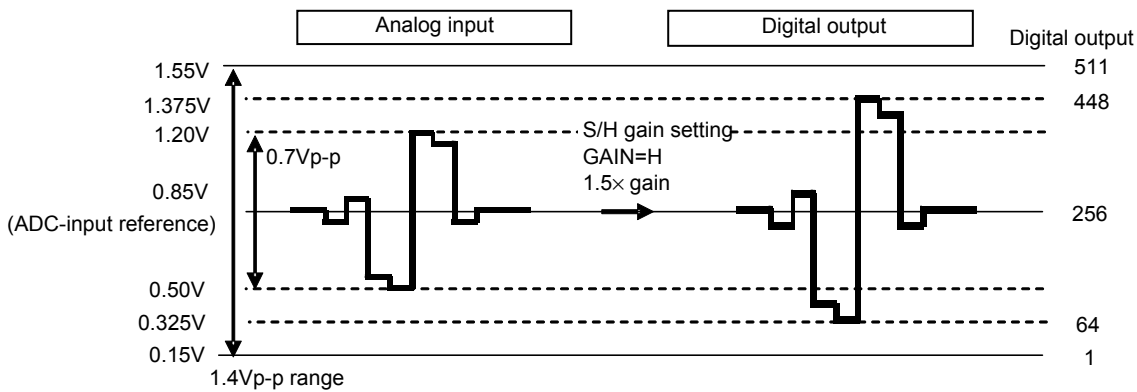 Analog input
Digital output
Digital output
1.55V
511
1.375V
448
1.20V
S/H gain setting
0.7Vp-p
GAIN=H
1.5× gain
0.85V
(ADC-input reference)
256
0.50V
0.325V
64
0.15V
1
1.4Vp-p range